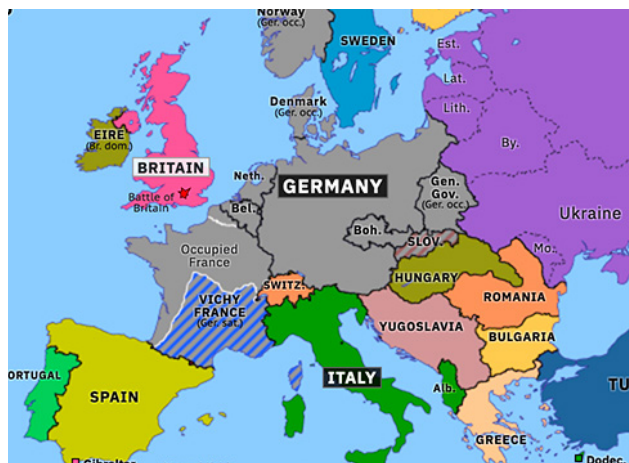 Norway
(Ger. occ.)
SWEDEN
Est.
Lat.
Lith.
Denmark
(Ger. occ.)
EIRE
(Br. dom.)
BRITAIN
By.
Neth.
GERMANY
Gen.
Gov.
(Ger. occ.)
Battle of
Britain
Bel.
Ukraine
Boh.
SLOV.
Mo.
Occupied
France
HUNGARY
SWITZ.
VICHY
FRANCE
(Ger. sat.)
ROMANIA
YUGOSLAVIA
BULGARIA
PORTUGAL
ITALY
TU
Alb.
SPAIN
GREECE
Gibraltar
Dodec.